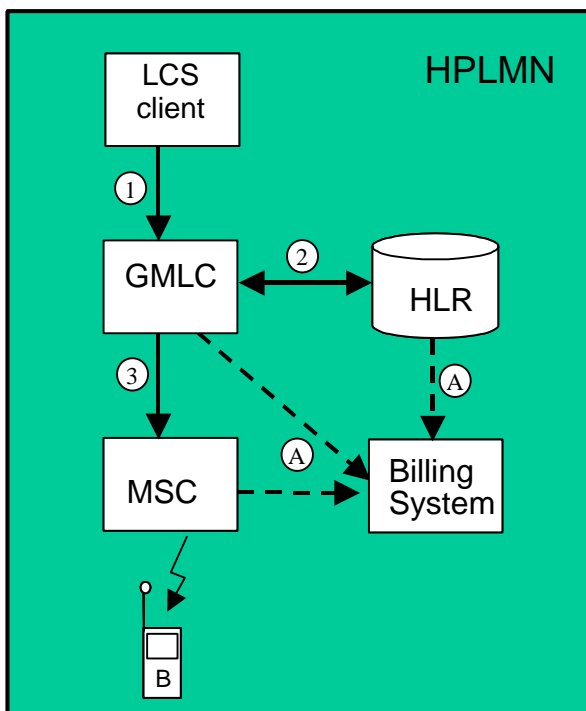 LCS
client
HPLMN
1
GMLC
2
HLR
3
A
A
MSC
Billing
System
B